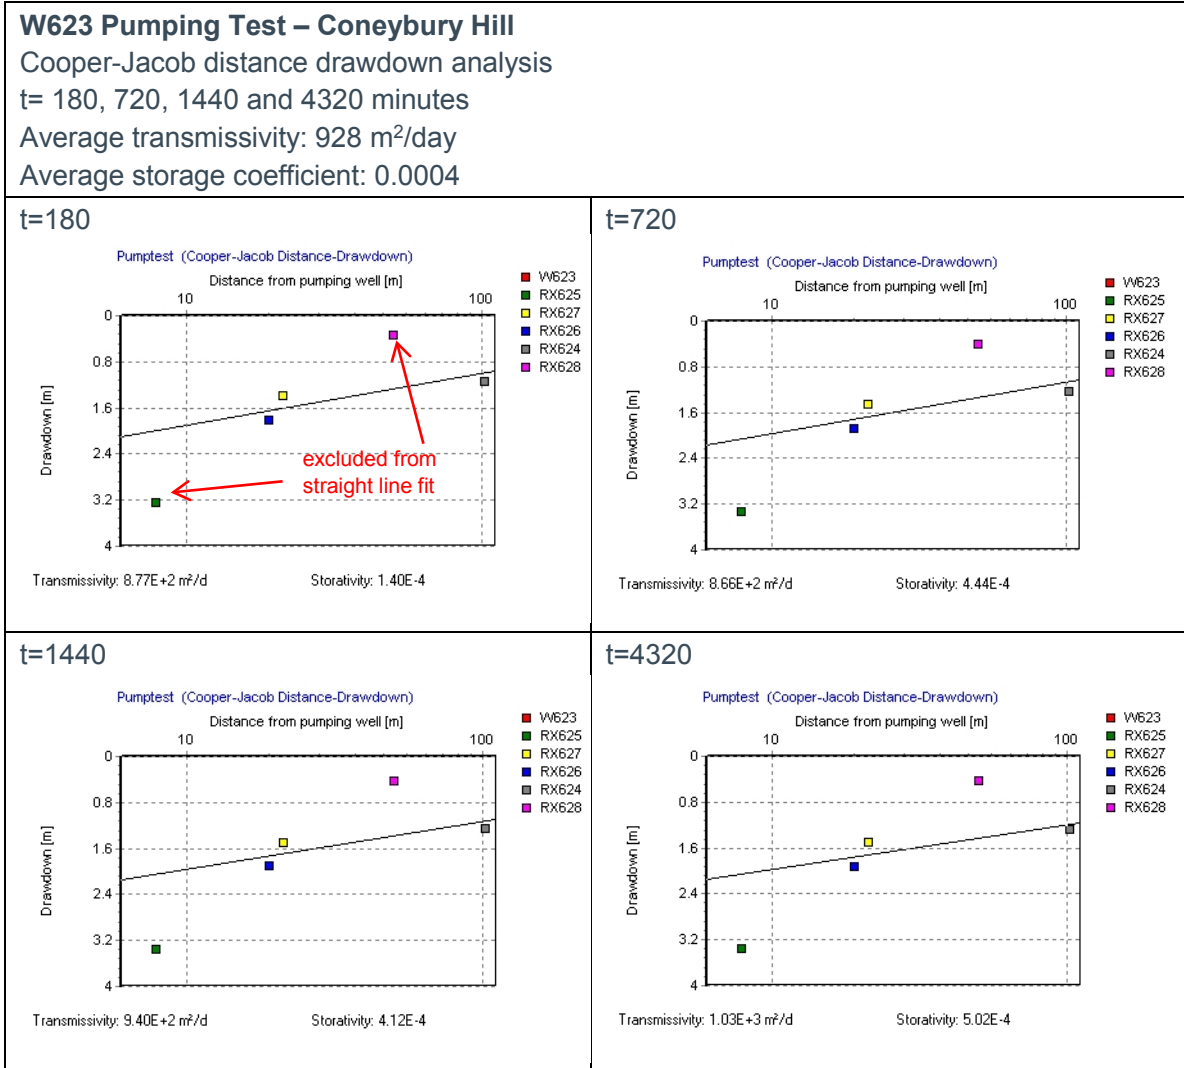 W623 Pumping Test – Coneybury Hill
Cooper-Jacob distance drawdown analysis
t= 180, 720, 1440 and 4320 minutes
Average transmissivity: 928 m²/day
Average storage coefficient: 0.0004
t=180
Pumptest (Cooper-Jacob Distance-Drawdown)
Distance from pumping well [m]
10 100
0
0.8
1.6
2.4
3.2
4
Drawdown [m]
W623
RX625
RX627
RX626
RX624
RX628
excluded from
straight line fit
Transmissivity: 8.77E+2 m²/d Storativity: 1.40E-4
t=720
Pumptest (Cooper-Jacob Distance-Drawdown)
Distance from pumping well [m]
10 100
0
0.8
1.6
2.4
3.2
4
Drawdown [m]
W623
RX625
RX627
RX626
RX624
RX628
Transmissivity: 8.66E+2 m²/d Storativity: 4.44E-4
t=1440
Pumptest (Cooper-Jacob Distance-Drawdown)
Distance from pumping well [m]
10 100
0
0.8
1.6
2.4
3.2
4
Drawdown [m]
W623
RX625
RX627
RX626
RX624
RX628
Transmissivity: 9.40E+2 m²/d Storativity: 4.12E-4
t=4320
Pumptest (Cooper-Jacob Distance-Drawdown)
Distance from pumping well [m]
10 100
0
0.8
1.6
2.4
3.2
4
Drawdown [m]
W623
RX625
RX627
RX626
RX624
RX628
Transmissivity: 1.03E+3 m²/d Storativity: 5.02E-4